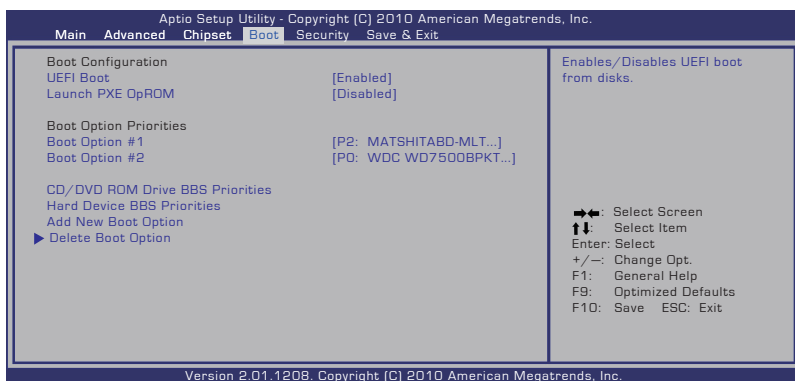 Aptio Setup Utility - Copyright (C) 2010 American Megatrends, Inc.
Main Advanced Chipset Boot Security Save & Exit
Boot Configuration
UEFI Boot [Enabled]
Launch PXE OpROM [Disabled]
Boot Option Priorities
Boot Option #1 [P2: MATSHITABD-MLT...]
Boot Option #2 [P0: WDC WD7500BPKT...]
CD/DVD ROM Drive BBS Priorities
Hard Device BBS Priorities
Add New Boot Option
Delete Boot Option
Enables/Disables UEFI boot
from disks.
→←: Select Screen
↑↓: Select Item
Enter: Select
+/—: Change Opt.
F1: General Help
F9: Optimized Defaults
F10: Save ESC: Exit
Version 2.01.1208. Copyright (C) 2010 American Megatrends, Inc.